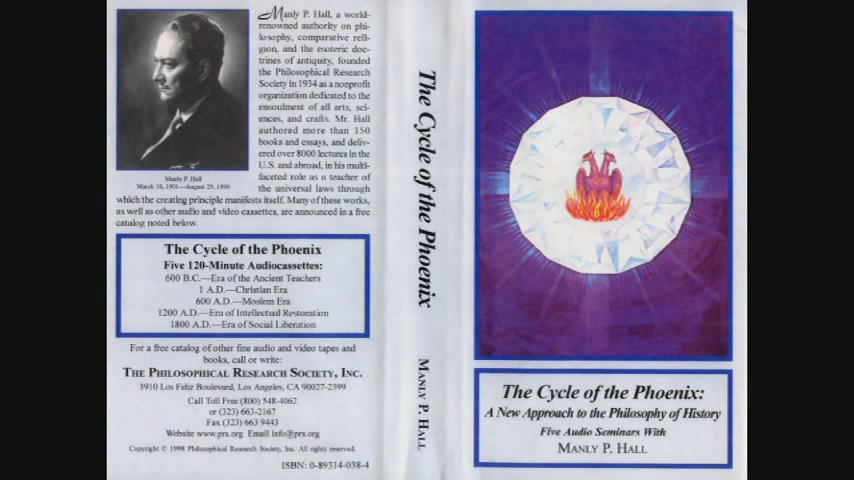 Manly P. Hall, a world-
renowned authority on phi-
losophy, comparative reli-
gion, and the esoteric doc-
trines of antiquity, founded
the Philosophical Research
Society in 1934 as a nonprofit
organization dedicated to the
ensoulment of all arts, sci-
ences, and crafts. Mr. Hall
authored more than 150
books and essays, and deliv-
ered over 8000 lectures in the
U.S. and abroad, in his multi-
faceted role as a teacher of
the universal laws through
which the creating principle manifests itself. Many of these works,
as well as other audio and video cassettes, are announced in a free
catalog noted below.
Manly P. Hall
March 18, 1901—August 29, 1990
The Cycle of the Phoenix
Five 120-Minute Audiocassettes:
600 B.C.—Era of the Ancient Teachers
1 A.D.—Christian Era
600 A.D.—Moslem Era
1200 A.D.—Era of Intellectual Restoration
1800 A.D.—Era of Social Liberation
For a free catalog of other fine audio and video tapes and
books, call or write:
THE PHILOSOPHICAL RESEARCH SOCIETY, INC.
3910 Los Feliz Boulevard, Los Angeles, CA 90027-2399
Call Toll Free (800) 548-4062
or (323) 663-2167
Fax (323) 663 9443
Website www.prs.org Email info@prs.org
Copyright © 1998 Philosophical Research Society, Inc. All rights reserved.
ISBN: 0-89314-038-4
The Cycle of the Phoenix
MANLY P. HALL
The Cycle of the Phoenix:
A New Approach to the Philosophy of History
Five Audio Seminars With
MANLY P. HALL